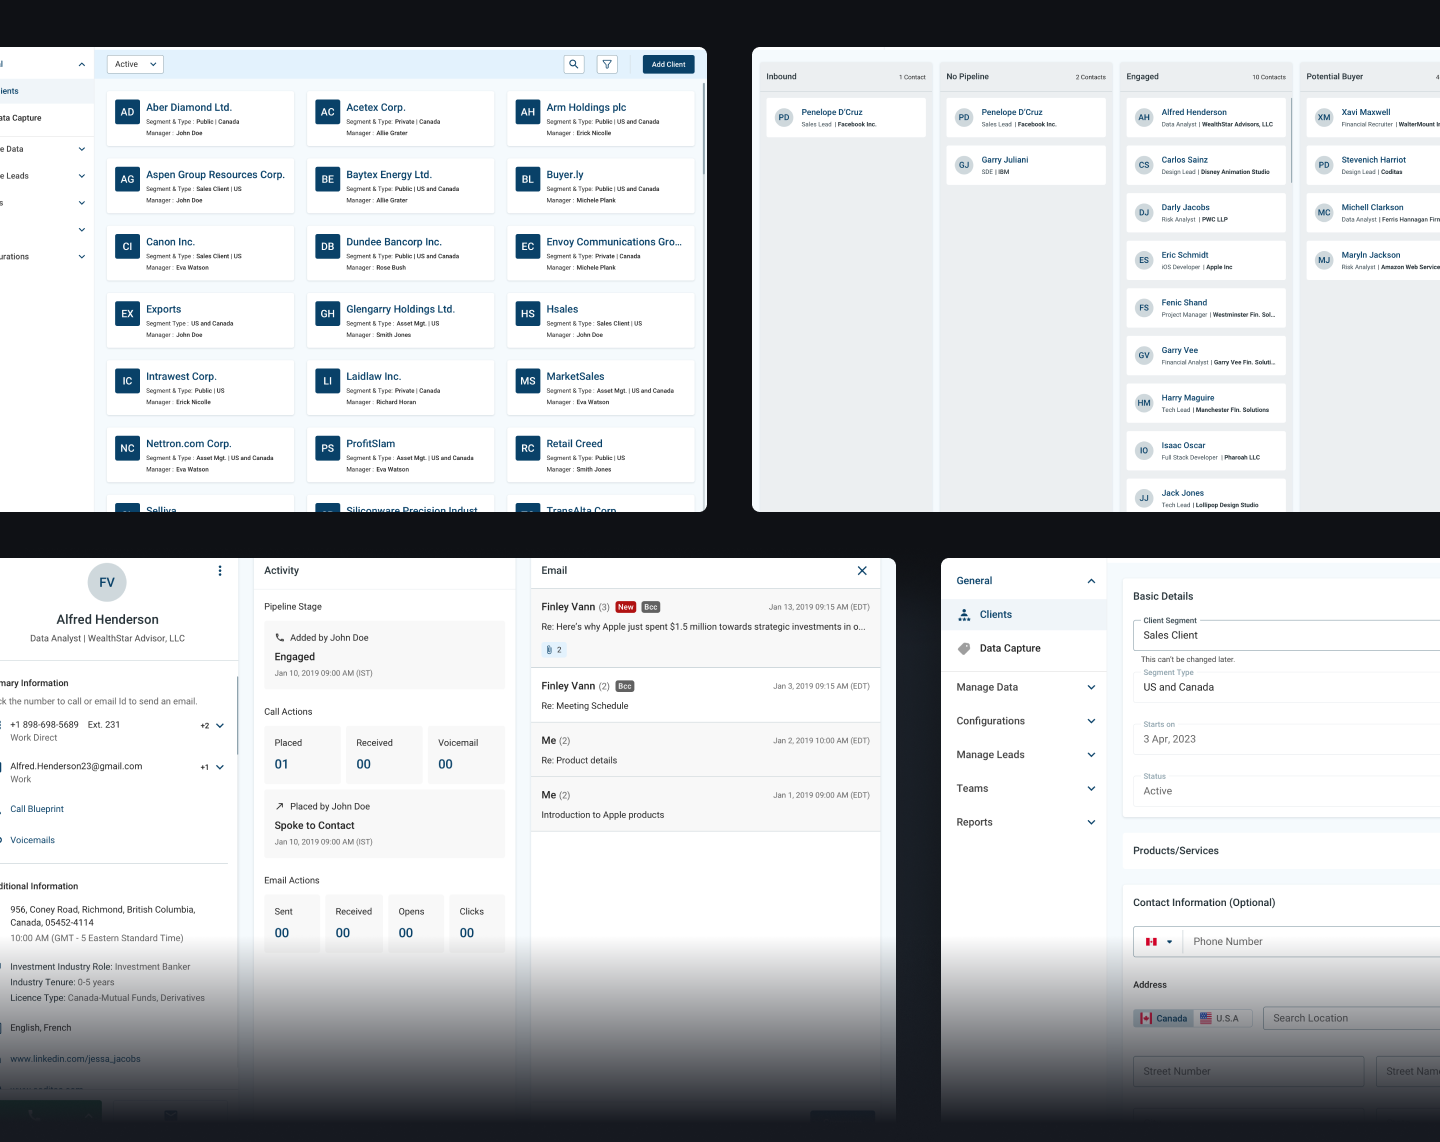 Active
Add Client
ients
ata Capture
e Data
e Leads
s
urations
AD Aber Diamond Ltd.
Segment & Type : Public | Canada
Manager : John Doe
AC Acetex Corp.
Segment & Type : Private | Canada
Manager : Allie Grater
AH Arm Holdings plc
Segment & Type : Public | Canada
Manager : Erick Nicolle
AG Aspen Group Resources Corp.
Segment & Type : Sales Client | US
Manager : John Doe
BE Baytex Energy Ltd.
Segment & Type: Public | US and Canada
Manager : Allie Grater
BL Buyer.ly
Segment & Type: Public | US and Canada
Manager : Michele Plank
CI Canon Inc.
Segment & Type : Sales Client | US
Manager : Eva Watson
DB Dundee Bancorp Inc.
Segment & Type: Public | US and Canada
Manager : Rose Bush
EC Envoy Communications Gro...
Segment & Type: Private | Canada
Manager : Michele Plank
EX Exports
Segment Type : US and Canada
Manager : John Doe
GH Glengarry Holdings Ltd.
Segment & Type : Asset Mgt. | US
Manager : Smith Jones
HS Hsales
Segment & Type : Sales Client | US
Manager : John Doe
IC Intrawest Corp.
Segment & Type: Public | US
Manager : Erick Nicolle
LI Laidlaw Inc.
Segment & Type: Private | Canada
Manager : Richard Horan
MS MarketSales
Segment & Type : Asset Mgt. | US and Canada
Manager : Eva Watson
NC Nettron.com Corp.
Segment & Type : Asset Mgt. | US and Canada
Manager : Eva Watson
PS ProfitSlam
Segment & Type : Asset Mgt. | US and Canada
Manager : Eva Watson
RC Retail Creed
Segment & Type: Public | US
Manager : Smith Jones
Selliva
Siliconware Precision Indust
TransAlta Corp
Inbound 1 Contact
PD Penelope D'Cruz
Sales Lead | Facebook Inc.
No Pipeline 2 Contacts
PD Penelope D'Cruz
Sales Lead | Facebook Inc.
GJ Garry Juliani
SDE | IBM
Engaged 10 Contacts
AH Alfred Henderson
Data Analyst | WealthStar Advisors, LLC
CS Carlos Sainz
Design Lead | Disney Animation Studio
DJ Darly Jacobs
Risk Analyst | PWC LLP
ES Eric Schmidt
iOS Developer | Apple Inc
FS Fenic Shand
Project Manager | Westminster Fin. Sol...
GV Garry Vee
Financial Analyst | Garry Vee Fin. Soluti...
HM Harry Maguire
Tech Lead | Manchester Fin. Solutions
IO Isaac Oscar
Full Stack Developer | Pharoah LLC
JJ Jack Jones
Tech Lead | Lollipop Design Studio
Potential Buyer 4
XM Xavi Maxwell
Financial Recruiter | WalterMount In
PD Stevenich Harriot
Design Lead | Coditas
MC Michell Clarkson
Data Analyst | Ferris Hannagan Firm
MJ Maryln Jackson
Risk Analyst | Amazon Web Service
FV
Alfred Henderson
Data Analyst | WealthStar Advisor, LLC
mary Information
ck the number to call or email Id to send an email.
+1 898-698-5689 Ext. 231 +2
Work Direct
Alfred.Henderson23@gmail.com +1
Work
Call Blueprint
Voicemails
ditional Information
956, Coney Road, Richmond, British Columbia,
Canada, 05452-4114
10:00 AM (GMT - 5 Eastern Standard Time)
Investment Industry Role: Investment Banker
Industry Tenure: 0-5 years
Licence Type: Canada-Mutual Funds, Derivatives
English, French
www.linkedin.com/jessa_jacobs
Activity
Pipeline Stage
Added by John Doe
Engaged
Jan 10, 2019 09:00 AM (IST)
Call Actions
Placed Received Voicemail
01 00 00
Placed by John Doe
Spoke to Contact
Jan 10, 2019 09:00 AM (IST)
Email Actions
Sent Received Opens Clicks
00 00 00 00
Email
Finley Vann (3) New Bcc Jan 13, 2019 09:15 AM (EDT)
Re: Here's why Apple just spent $1.5 million towards strategic investments in o...
2
Finley Vann (2) Bcc Jan 3, 2019 09:15 AM (EDT)
Re: Meeting Schedule
Me (2) Jan 2, 2019 10:00 AM (EDT)
Re: Product details
Me (2) Jan 1, 2019 09:00 AM (EDT)
Introduction to Apple products
General
Clients
Data Capture
Manage Data
Configurations
Manage Leads
Teams
Reports
Basic Details
Client Segment
Sales Client
This can't be changed later.
Segment Type
US and Canada
Starts on
3 Apr, 2023
Status
Active
Products/Services
Contact Information (Optional)
Phone Number
Address
Canada U.S.A Search Location
Street Number Street Nam